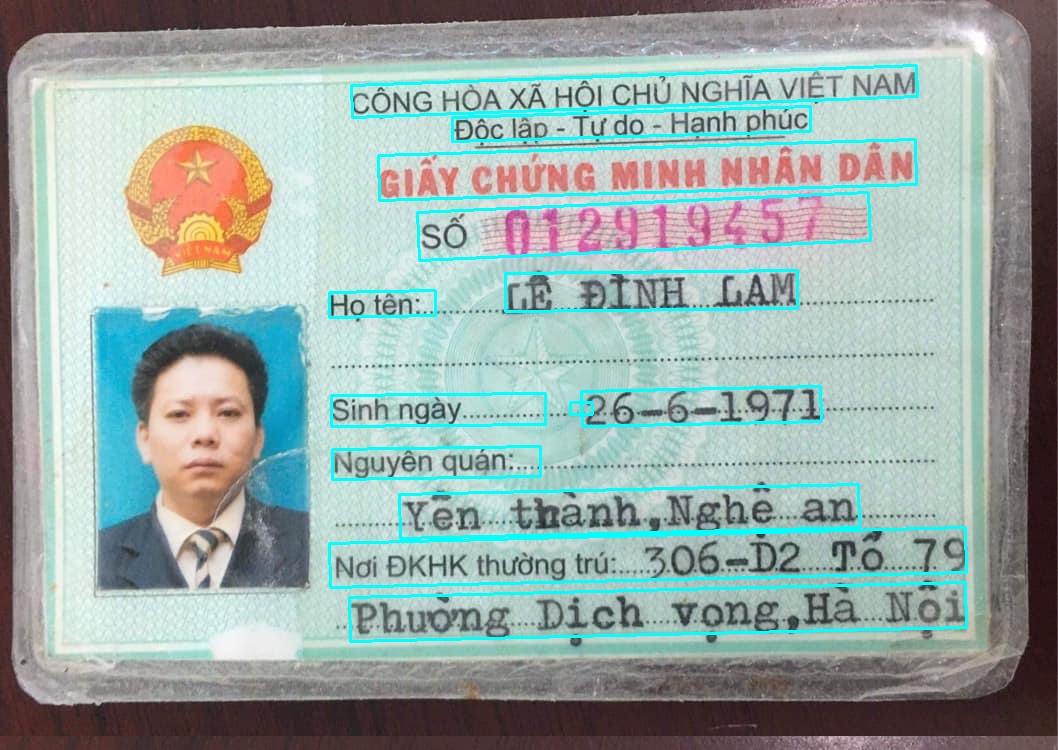 CỘNG HÒA XÃ HỘI CHỦ NGHĨA VIỆT NAM
Độc lập - Tự do - Hạnh phúc
GIẤY CHỨNG MINH NHÂN DÂN
SỐ 012919457
Họ tên: LÊ ĐÌNH LAM
Sinh ngày 26-6-1971
Nguyên quán:
Yên thành,Nghệ an
Nơi ĐKHK thường trú: 306-D2 Tổ 79
Phường Dịch vọng,Hà Nội
VIỆT NAM